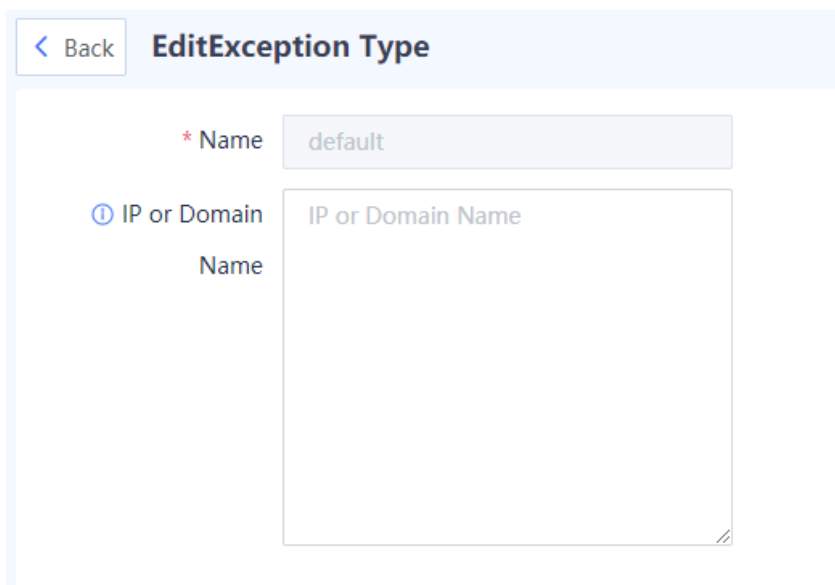 Back EditException Type
* Name default
IP or Domain Name IP or Domain Name